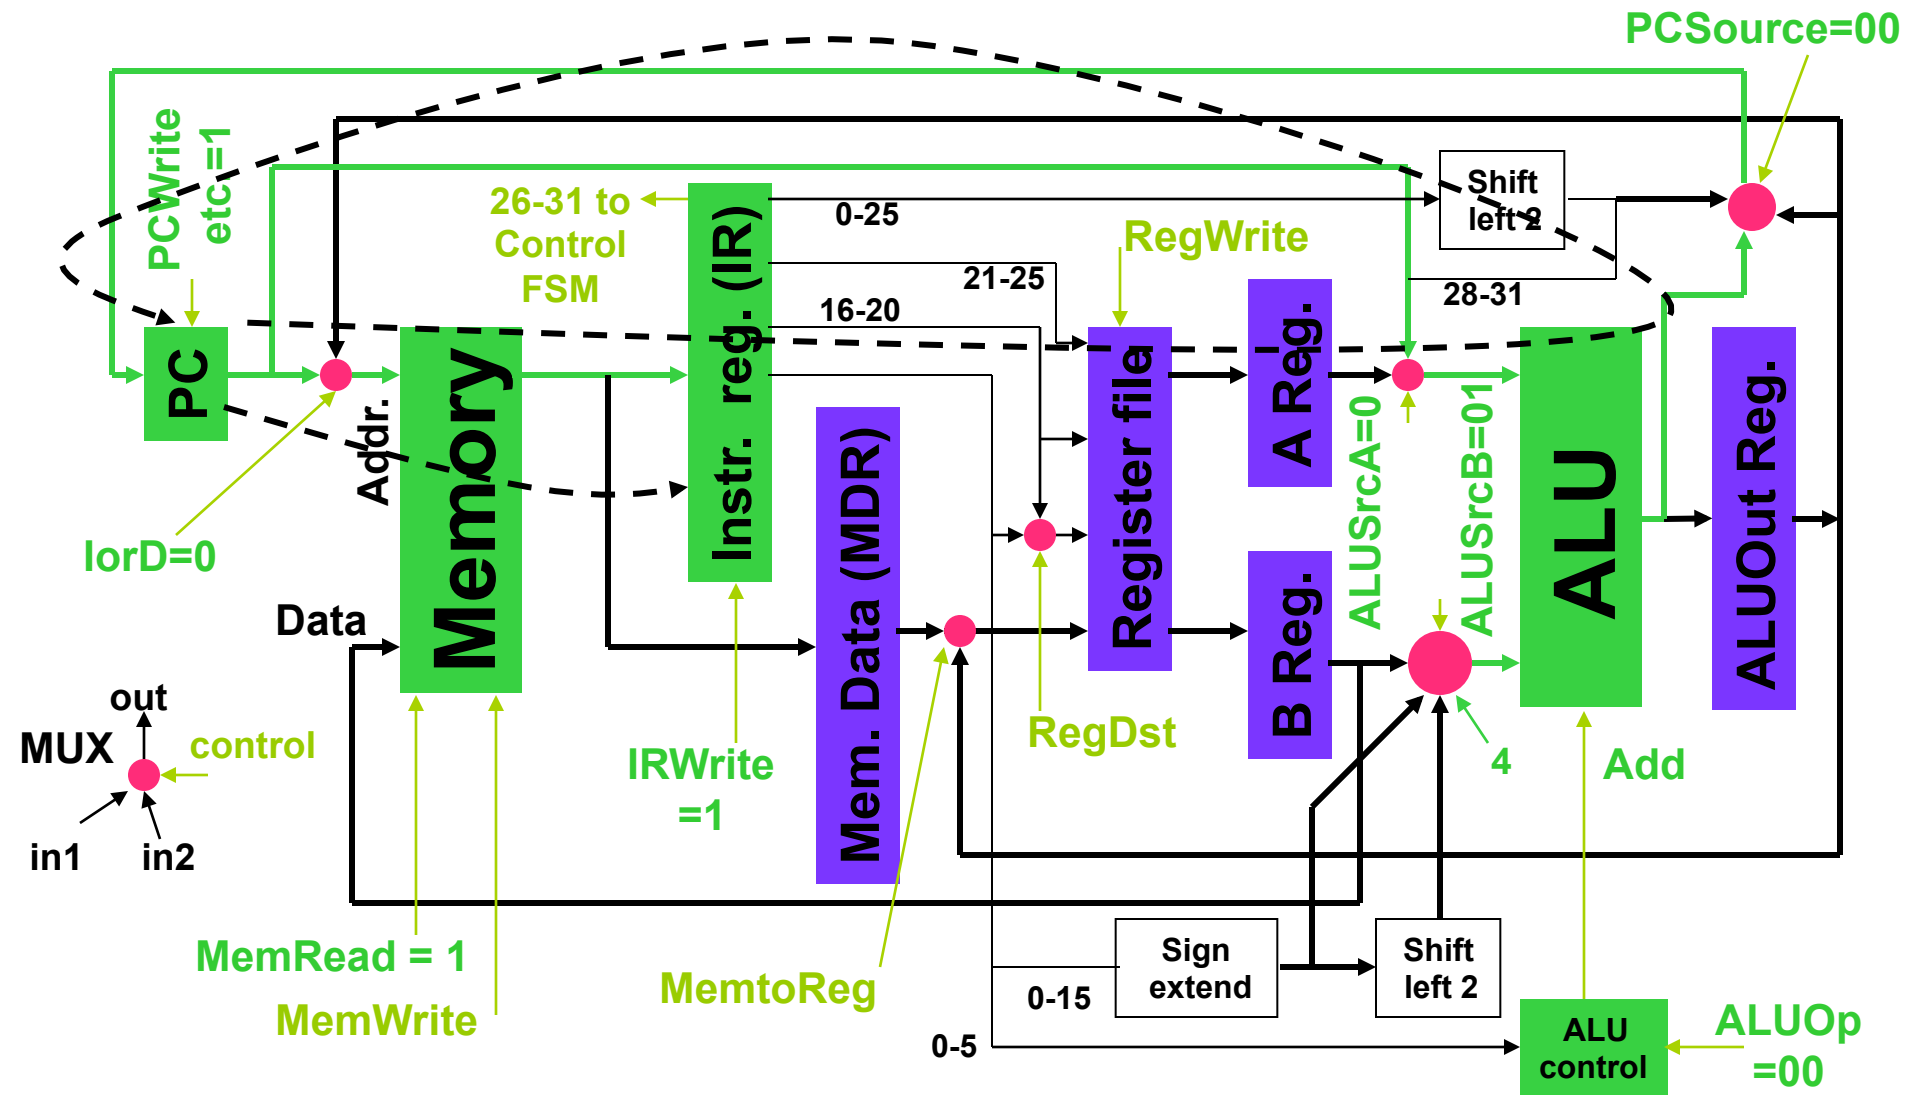 PCSource=00
PCWrite
etc.=1
26-31 to
Control
FSM
0-25
Shift
left 2
RegWrite
21-25
16-20
28-31
PC
Addr.
Memory
Instr. reg. (IR)
Mem. Data (MDR)
Register file
A Reg.
B Reg.
ALUSrcA=0
ALUSrcB=01
ALU
ALUOut Reg.
IorD=0
Data
out
MUX
control
in1
in2
IRWrite
=1
RegDst
4
Add
MemRead = 1
MemWrite
MemtoReg
Sign
extend
Shift
left 2
0-15
0-5
ALU
control
ALUOp
=00